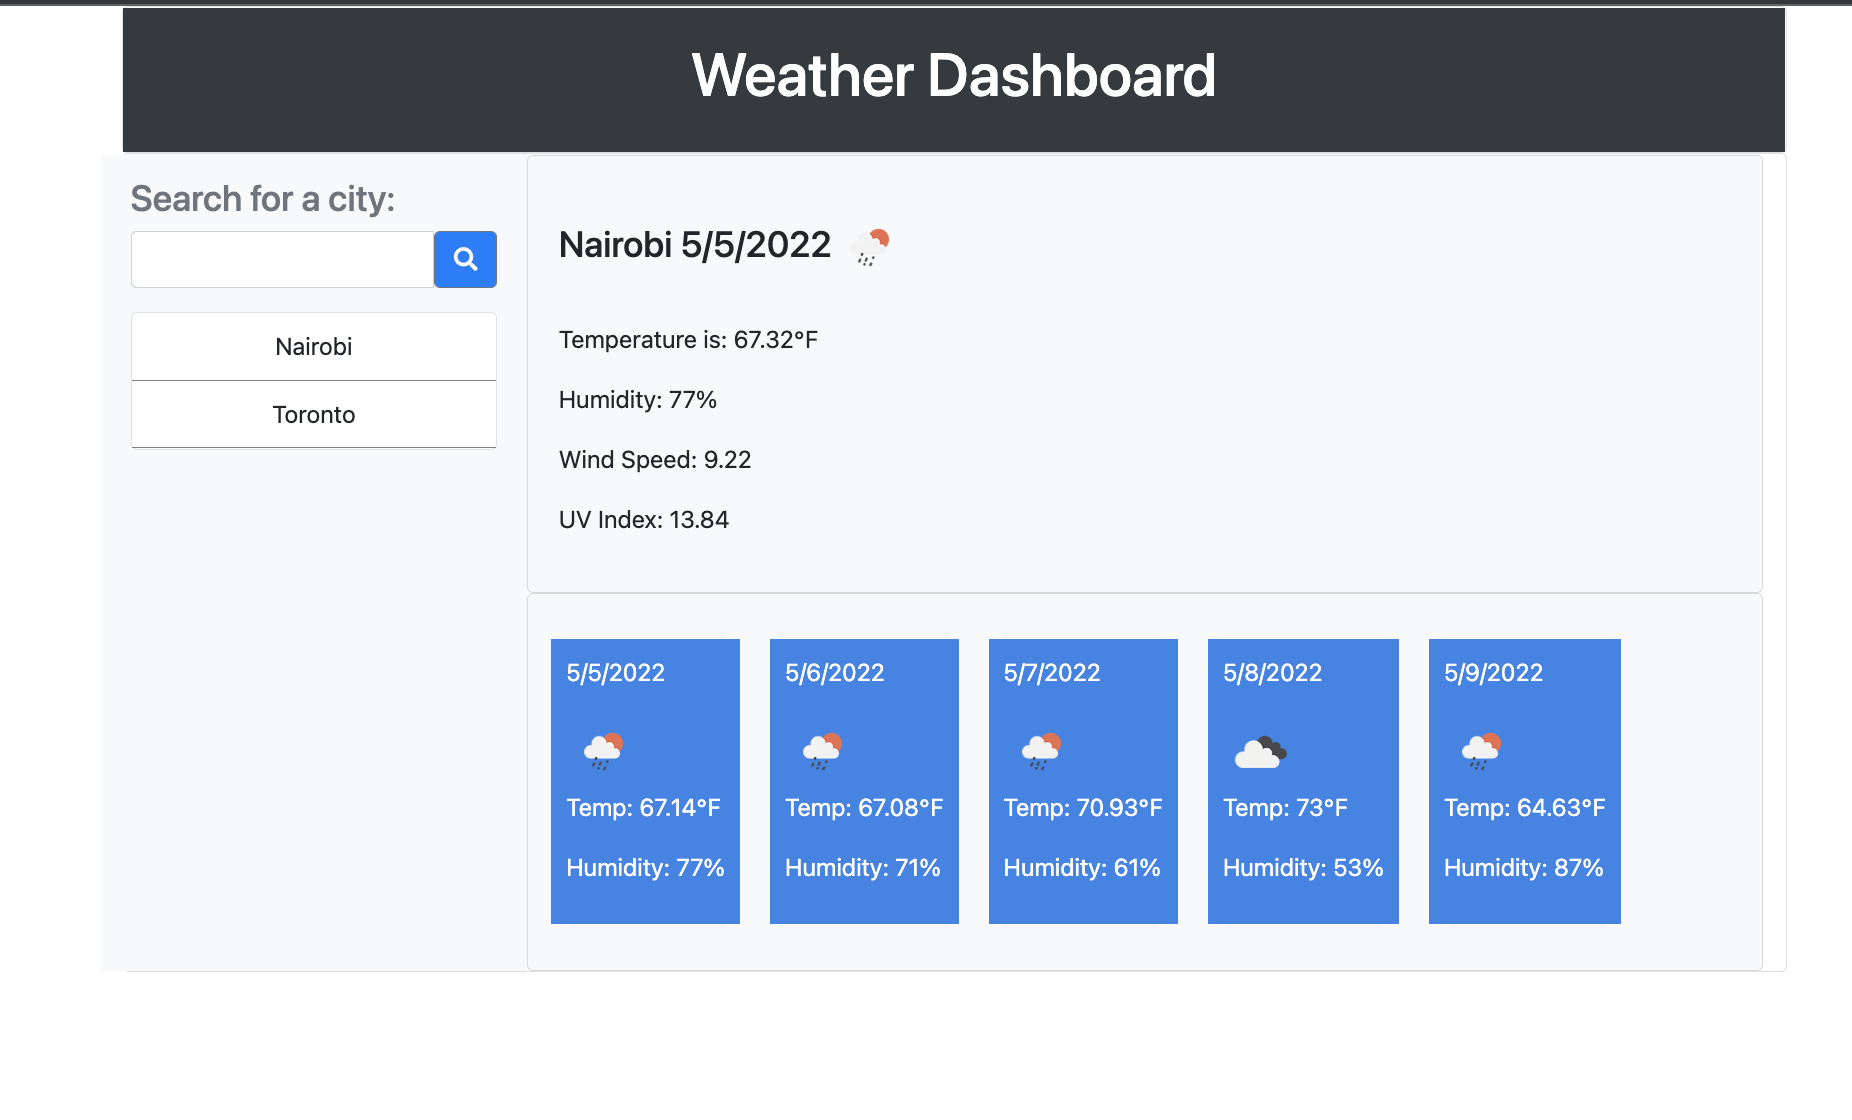 Weather Dashboard
Search for a city:
Nairobi
Toronto
Nairobi 5/5/2022
Temperature is: 67.32°F
Humidity: 77%
Wind Speed: 9.22
UV Index: 13.84
5/5/2022
Temp: 67.14°F
Humidity: 77%
5/6/2022
Temp: 67.08°F
Humidity: 71%
5/7/2022
Temp: 70.93°F
Humidity: 61%
5/8/2022
Temp: 73°F
Humidity: 53%
5/9/2022
Temp: 64.63°F
Humidity: 87%